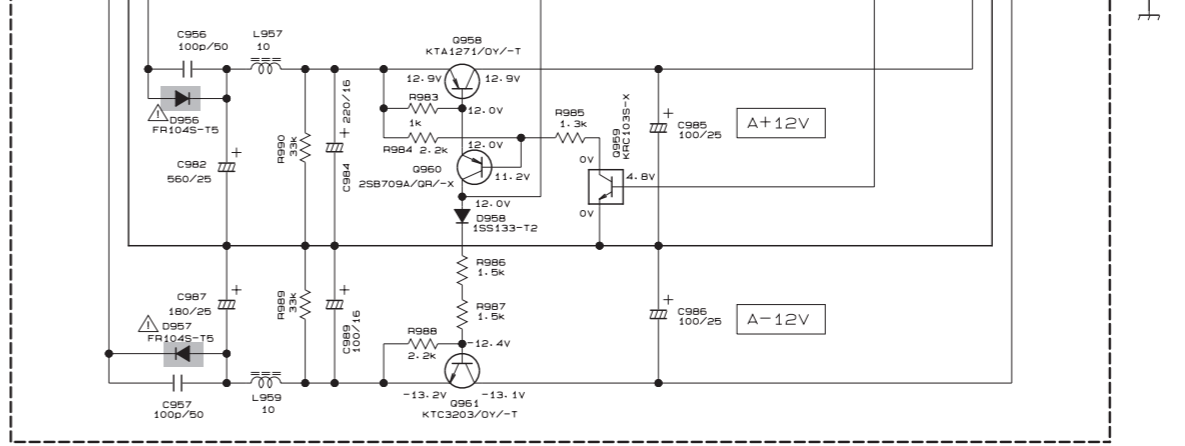 C956
100p/50
L957
10
Q958
KTA1271/OY/-T
12.9V
12.9V
R983
1k
12.0V
220/16
C984
R990
33k
D956
FR104S-T5
C982
560/25
R984 2.2k
12.0V
Q960
2SB709A/QR/-X
11.2V
12.0V
R985
1.3k
Q959
KRC103S-X
0V
4.8V
0V
C985
100/25
A+12V
D958
1SS133-T2
R986
1.5k
R987
1.5k
C987
180/25
R989
33k
C989
100/16
D957
FR104S-T5
R988
2.2k
-12.4V
C986
100/25
A-12V
C957
100p/50
L959
10
-13.2V
-13.1V
Q961
KTC3203/OY/-T